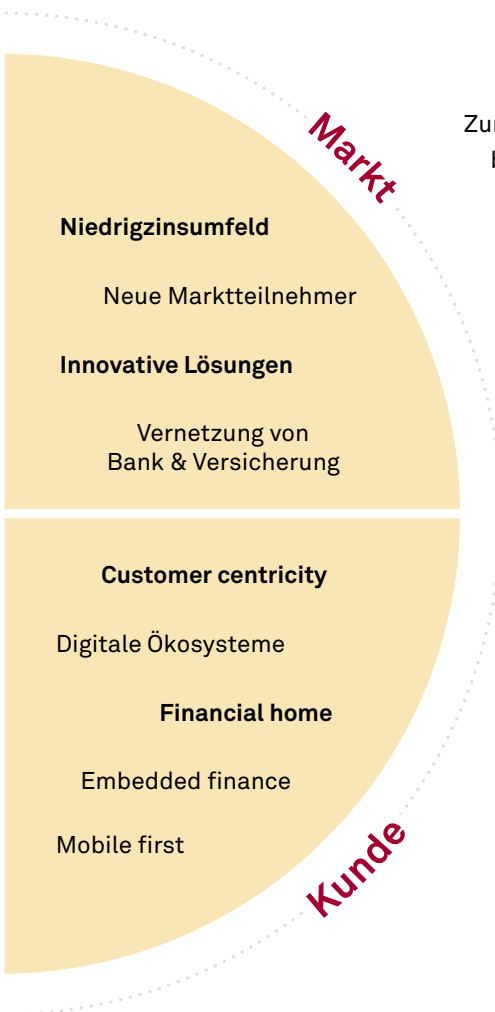 Markt
Zur
Niedrigzinsumfeld
Neue Marktteilnehmer
Innovative Lösungen
Vernetzung von
Bank & Versicherung
Customer centricity
Digitale Ökosysteme
Financial home
Embedded finance
Mobile first
Kunde